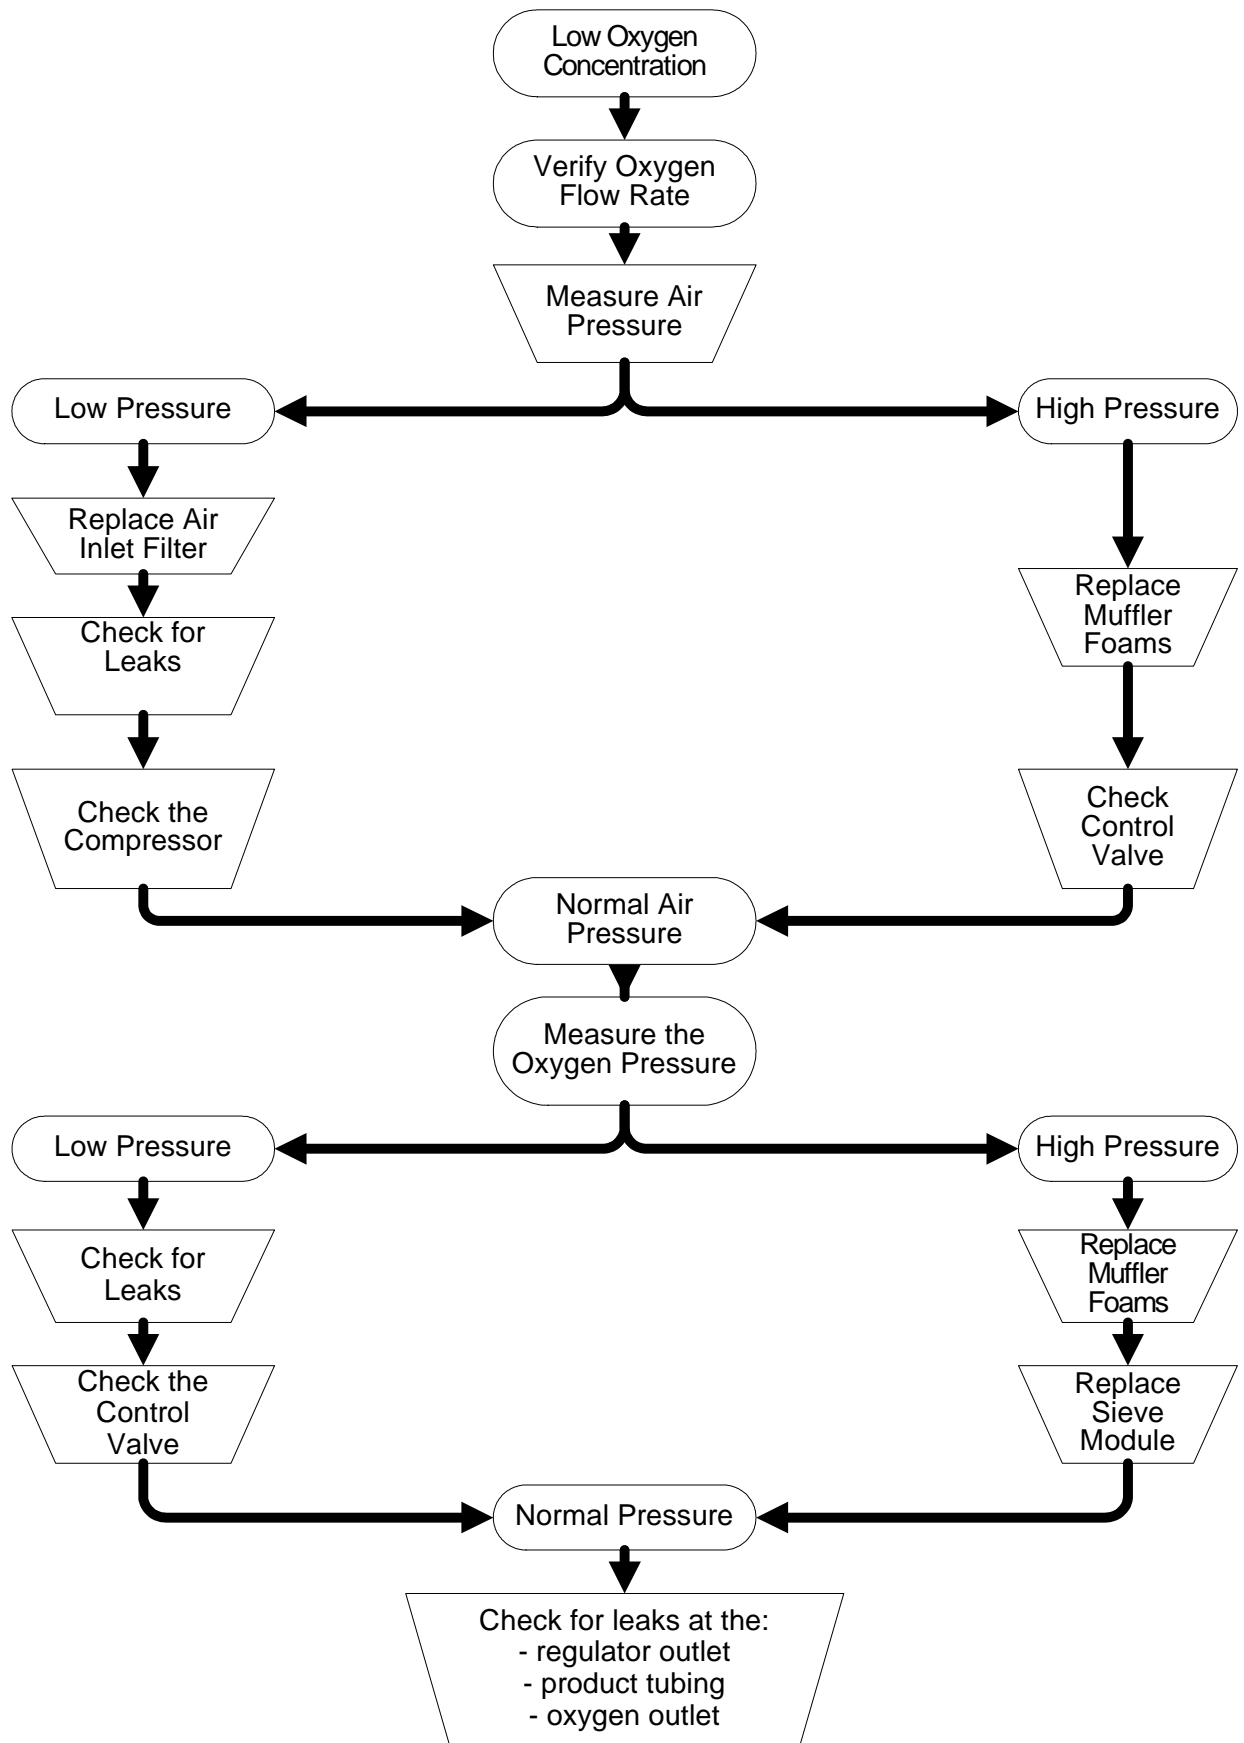 Low Oxygen
Concentration
Verify Oxygen
Flow Rate
Measure Air
Pressure
Low Pressure
High Pressure
Replace Air
Inlet Filter
Check for
Leaks
Check the
Compressor
Replace
Muffler
Foams
Check
Control
Valve
Normal Air
Pressure
Measure the
Oxygen Pressure
Low Pressure
High Pressure
Check for
Leaks
Check the
Control
Valve
Replace
Muffler
Foams
Replace
Sieve
Module
Normal Pressure
Check for leaks at the:
- regulator outlet
- product tubing
- oxygen outlet